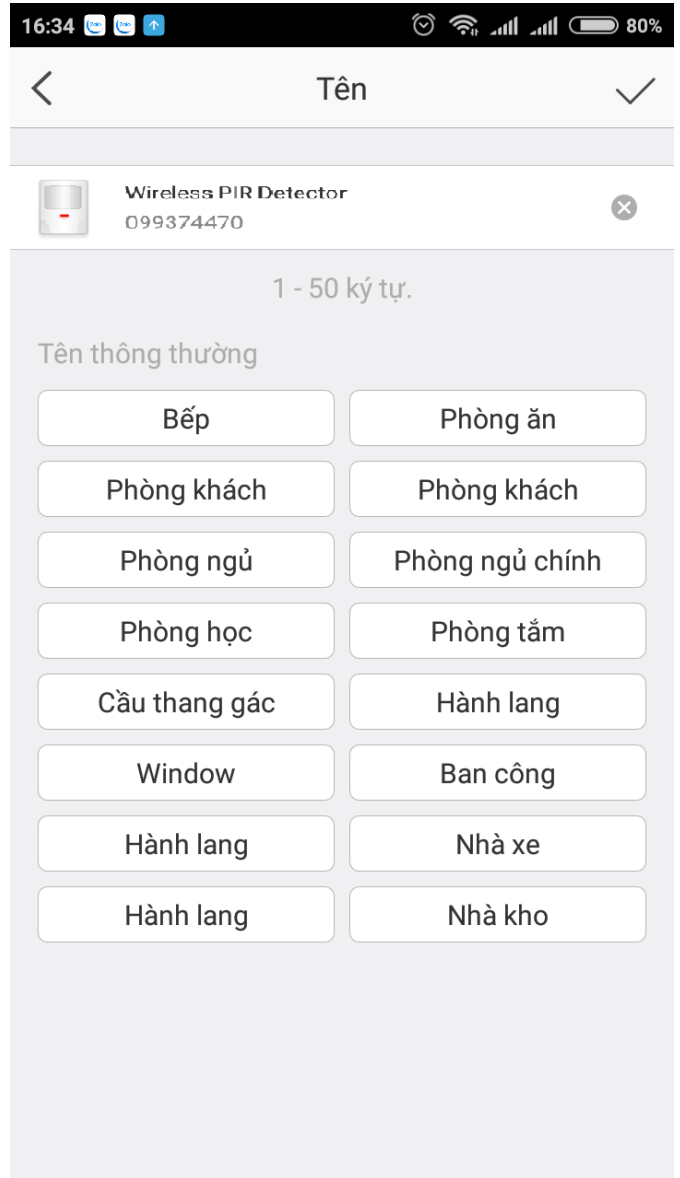 16:34 Zalo Zalo 80%
Tên
Wireless PIR Detector
099374470
1 - 50 ký tự.
Tên thông thường
Bếp Phòng ăn
Phòng khách Phòng khách
Phòng ngủ Phòng ngủ chính
Phòng học Phòng tắm
Cầu thang gác Hành lang
Window Ban công
Hành lang Nhà xe
Hành lang Nhà kho